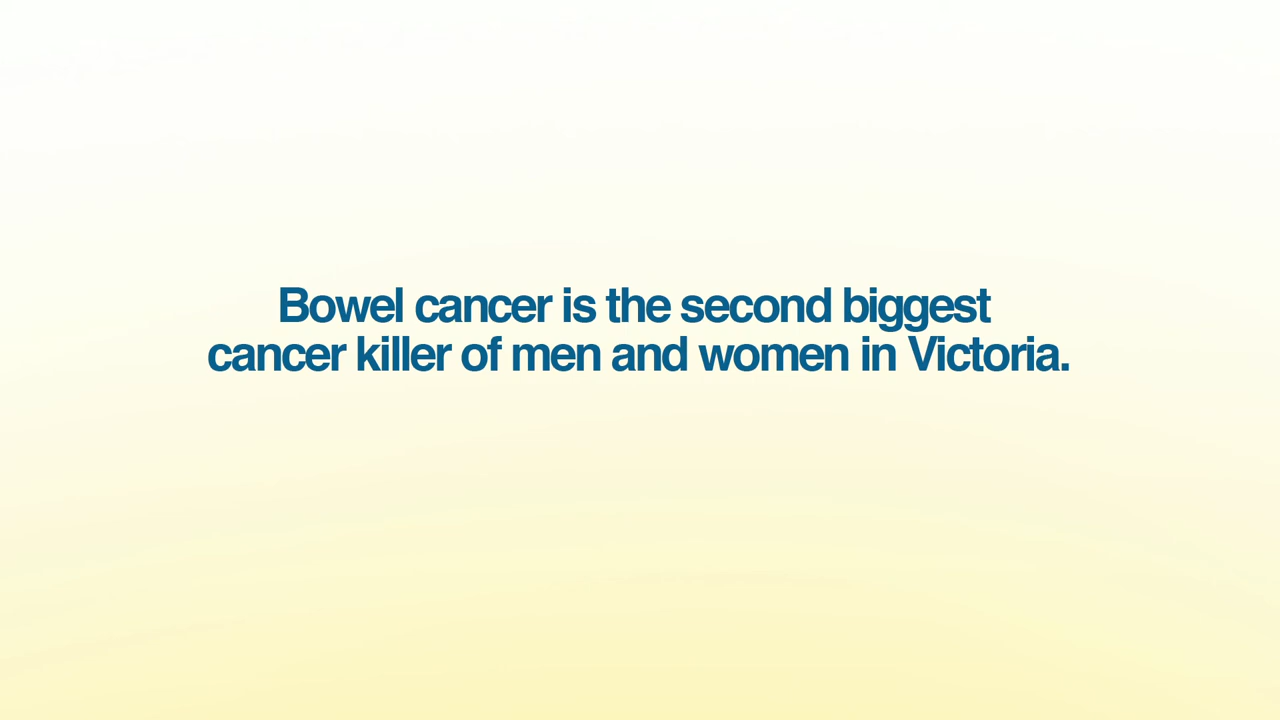 Bowel cancer is the second biggest
cancer killer of men and women in Victoria.